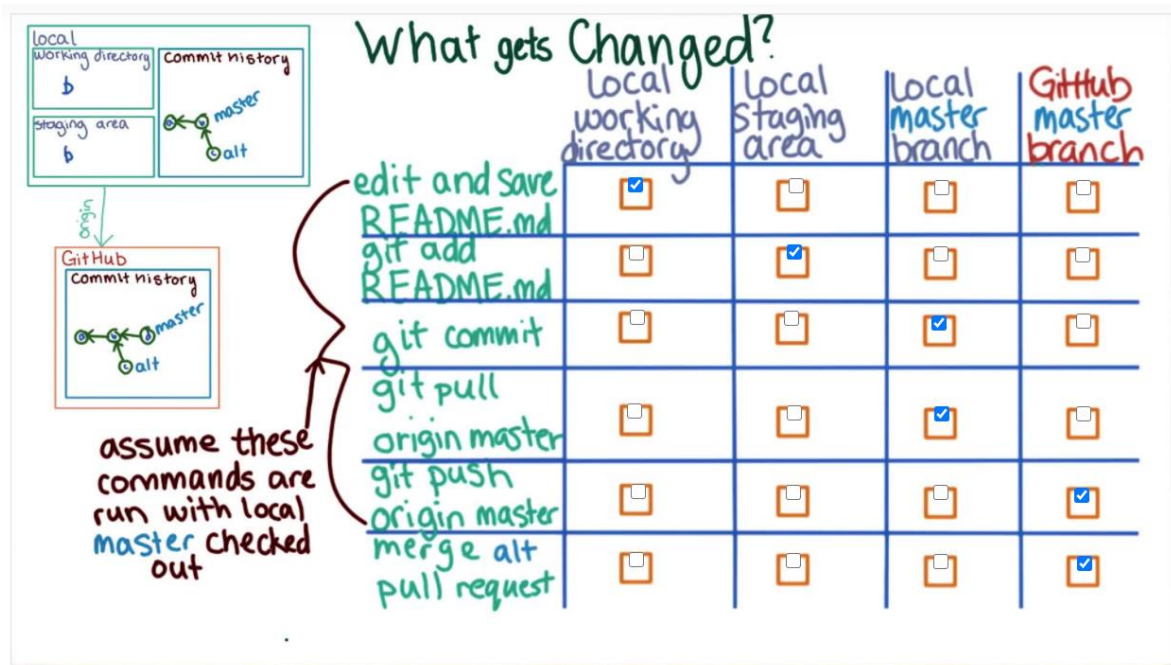 What gets Changed?
local
working directory
b
staging area
b
Commit history
master
alt
origin
GitHub
Commit history
master
alt
Local
working
directory
Local
Staging
area
Local
master
branch
GitHub
master
branch
edit and save
README.md
git add
README.md
git commit
git pull
origin master
git push
origin master
merge alt
pull request
assume these
commands are
run with local
master checked
out